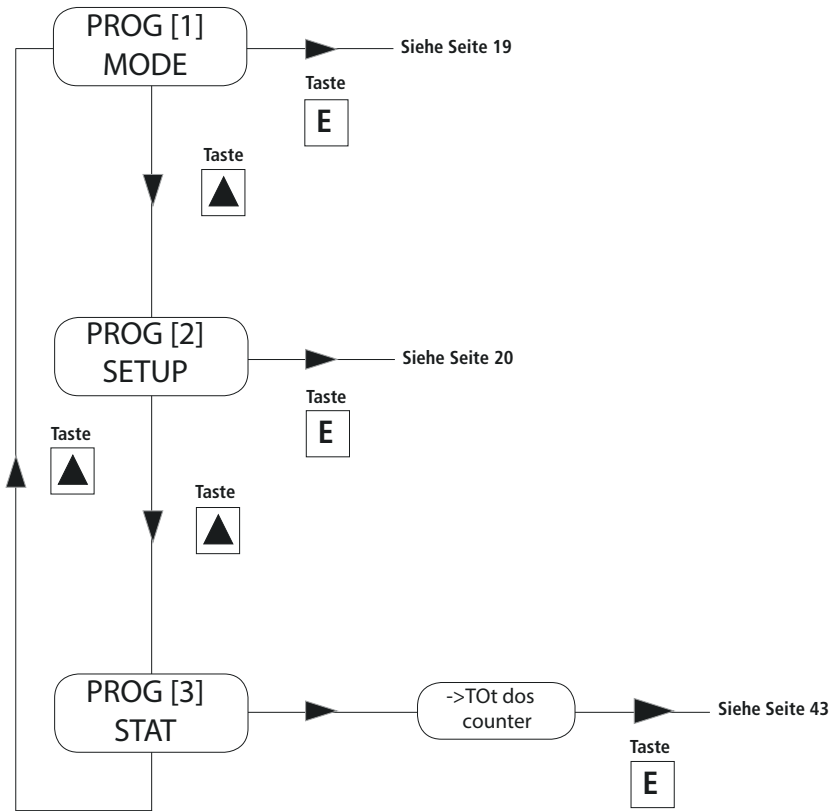 PROG [1]
MODE
Siehe Seite 19
Taste
E
Taste
PROG [2]
SETUP
Siehe Seite 20
Taste
E
Taste
Taste
PROG [3]
STAT
->TOt dos
counter
Siehe Seite 43
Taste
E